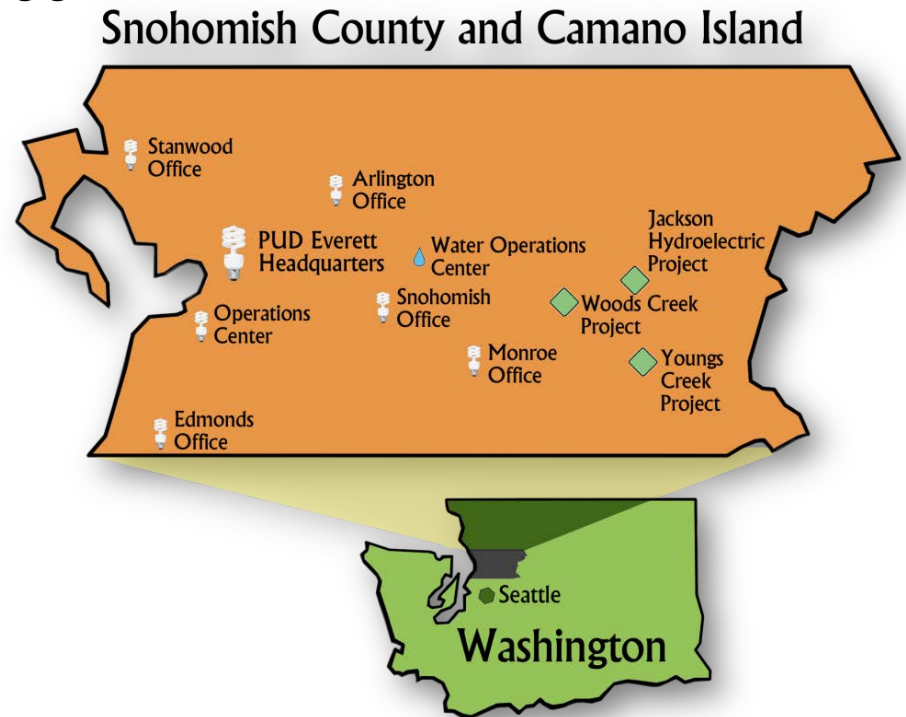 Snohomish County and Camano Island
Stanwood
Office
Arlington
Office
PUD Everett
Headquarters
Water Operations
Center
Jackson
Hydroelectric
Project
Snohomish
Office
Woods Creek
Project
Operations
Center
Monroe
Office
Youngs
Creek
Project
Edmonds
Office
Seattle
Washington